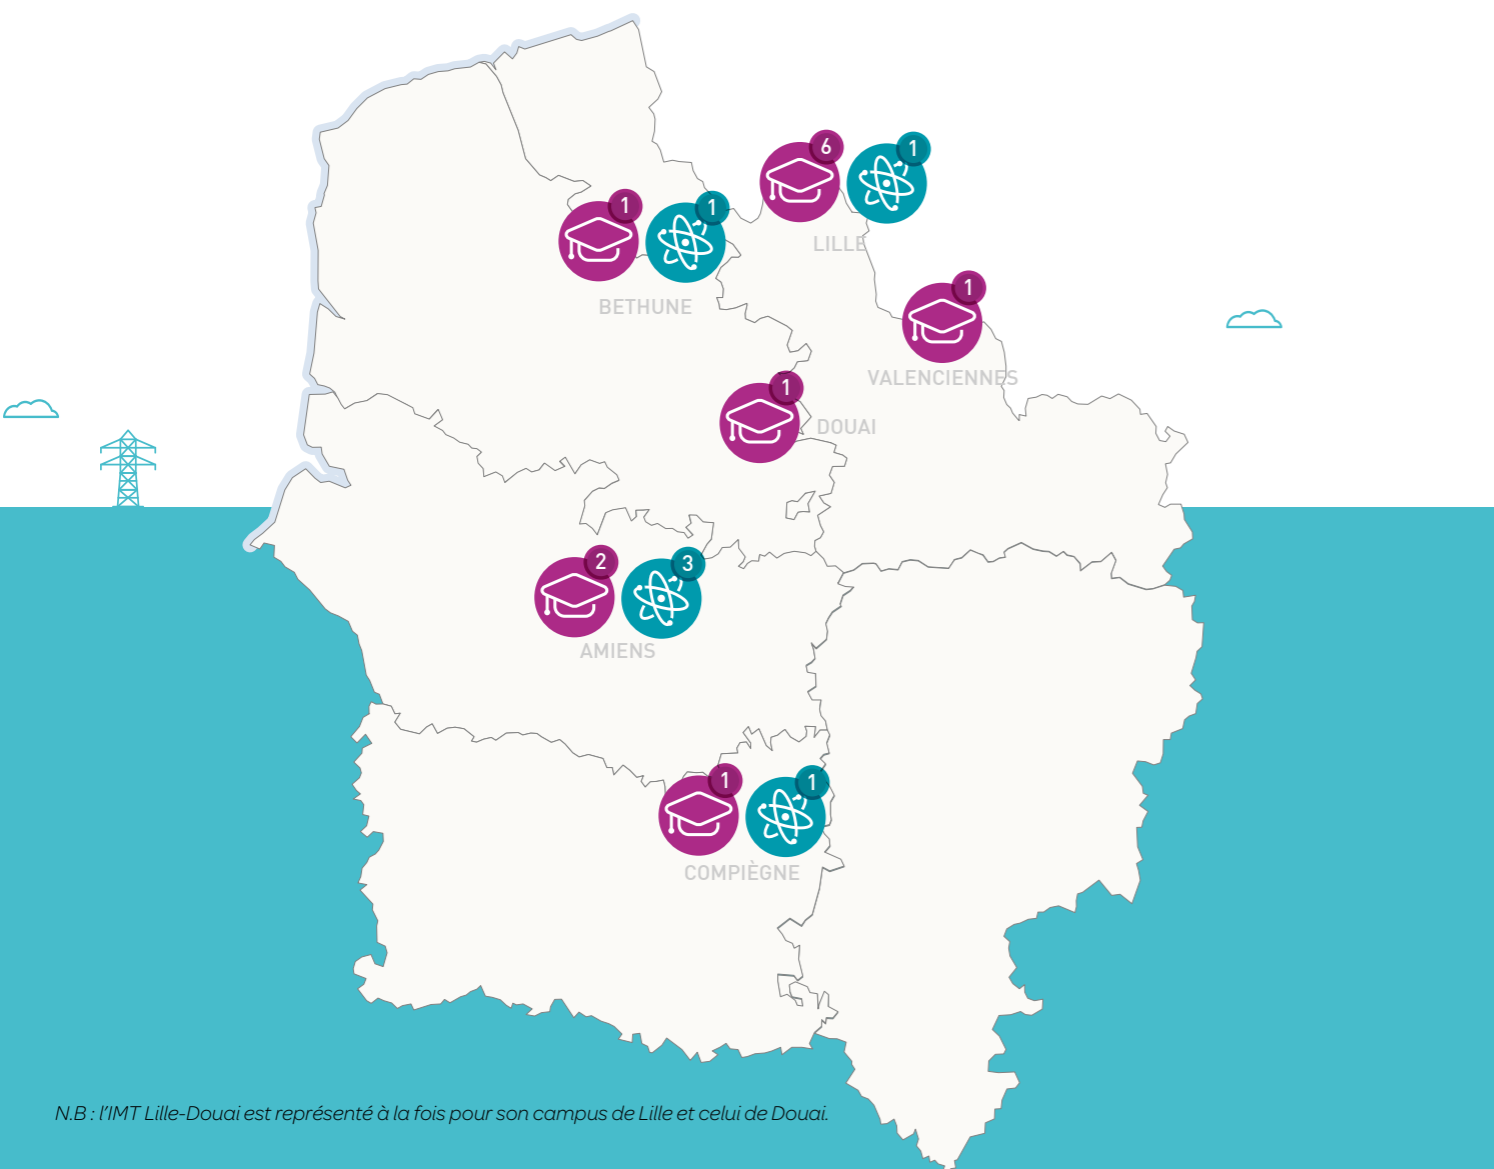 6
1
LILLE
1
1
BETHUNE
1
VALENCIENNES
1
DOUAI
2
3
AMIENS
1
1
COMPIÈGNE
N.B : l'IMT Lille-Douai est représenté à la fois pour son campus de Lille et celui de Douai.